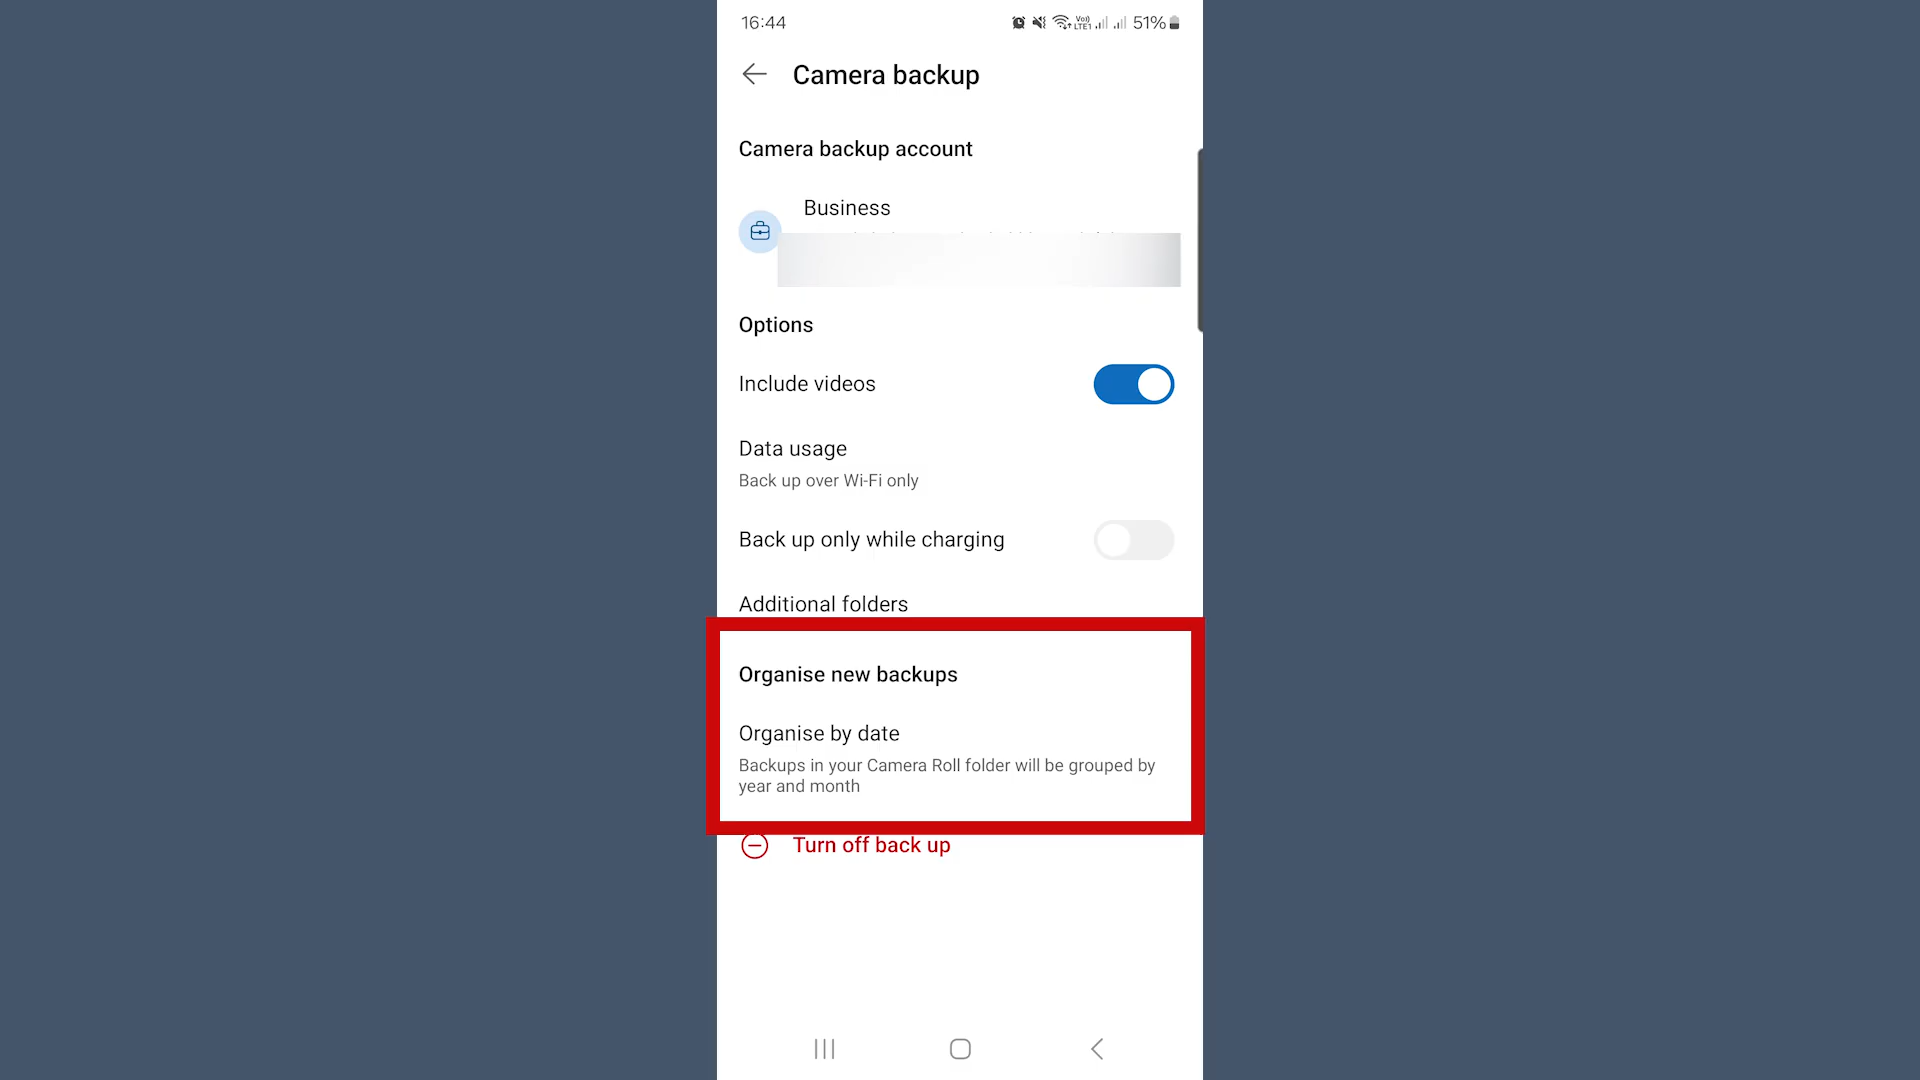 16:44
Vo)) LTE1 51%
Camera backup
Camera backup account
Business
Options
Include videos
Data usage
Back up over Wi-Fi only
Back up only while charging
Additional folders
Organise new backups
Organise by date
Backups in your Camera Roll folder will be grouped by
year and month
Turn off back up